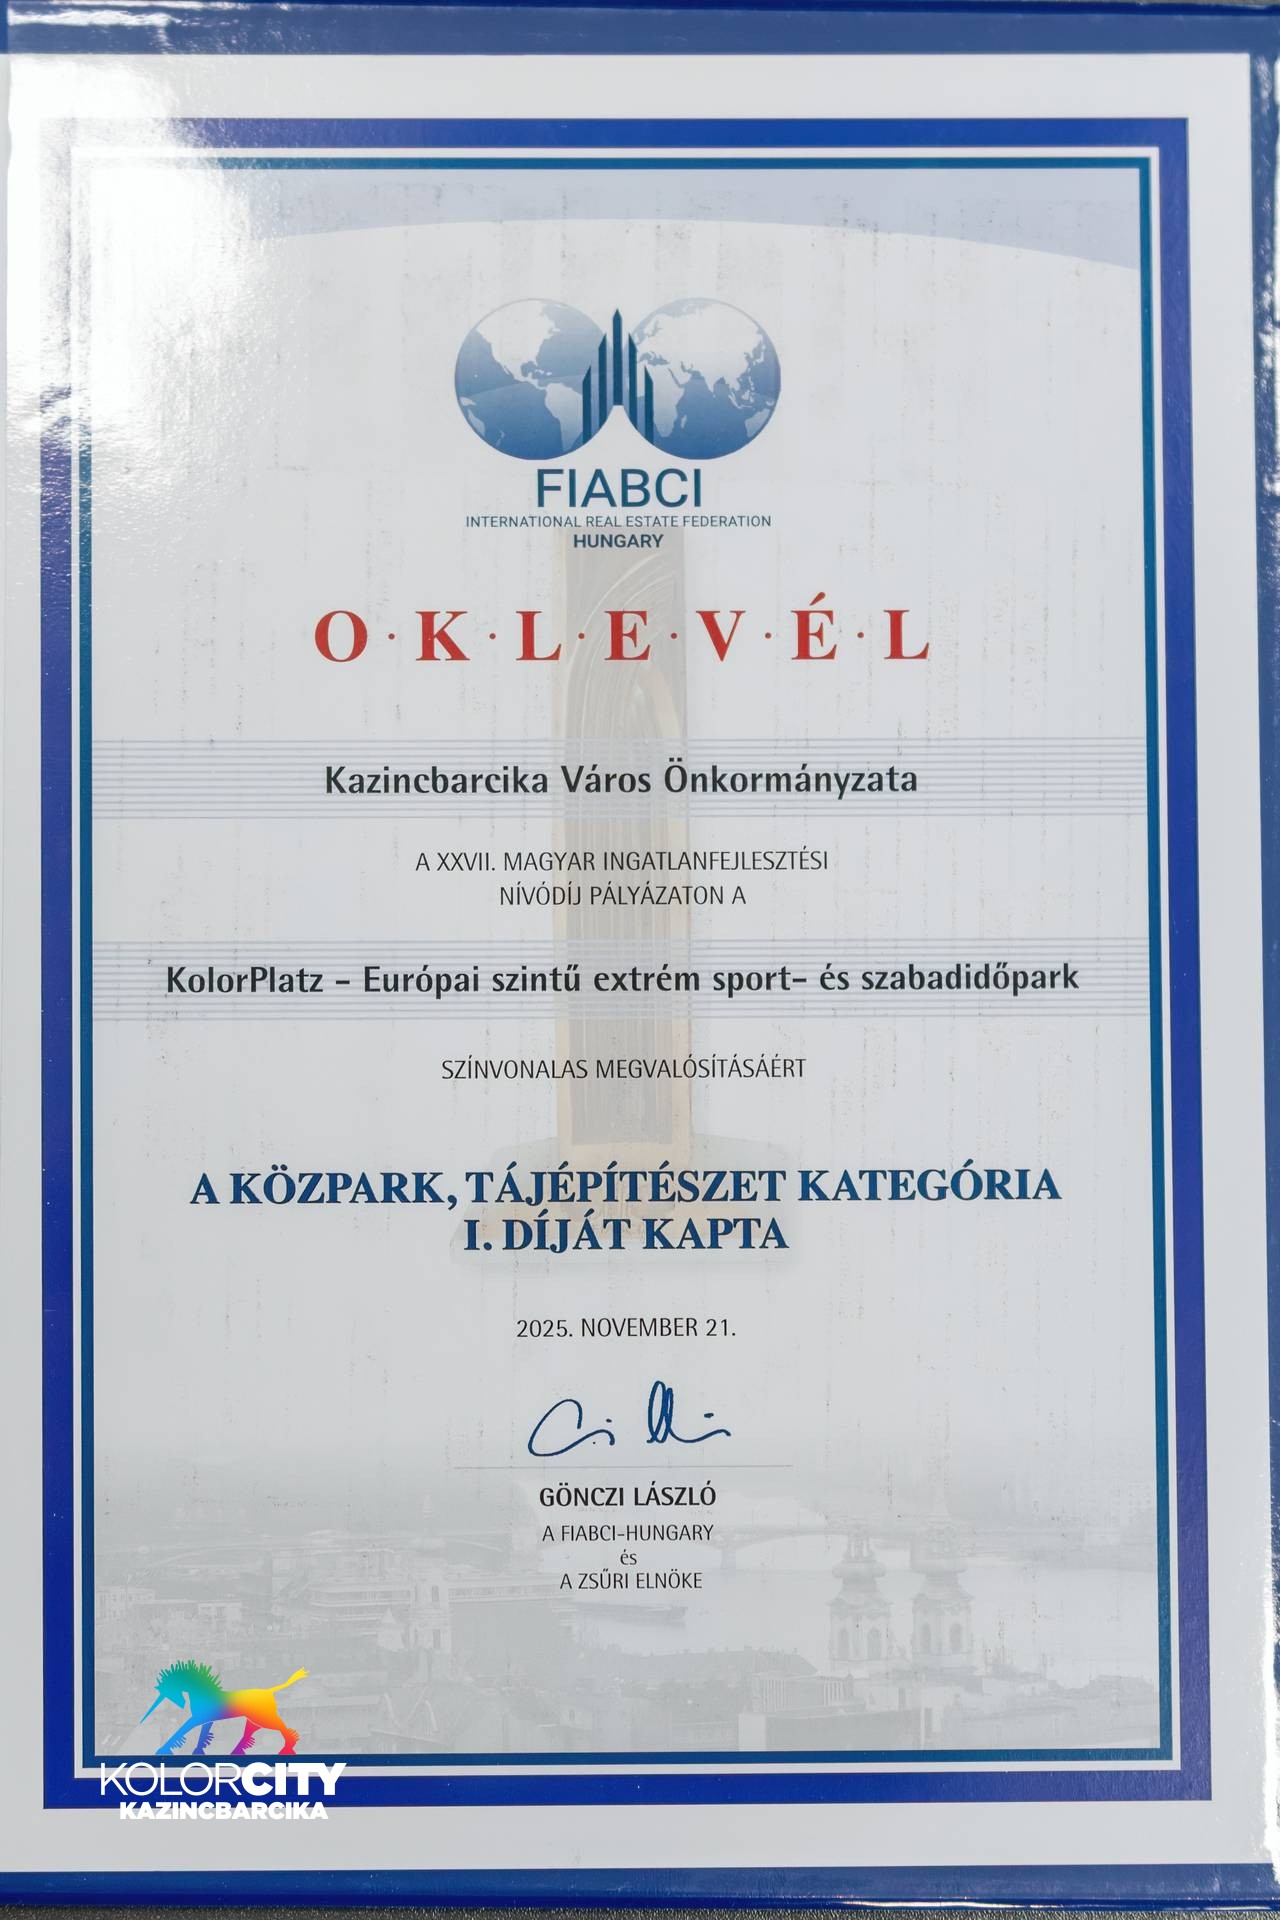 FIABCI
INTERNATIONAL REAL ESTATE FEDERATION
HUNGARY
O·K·L·E·V·É·L
Kazincbarcika Város Önkormányzata
A XXVII. MAGYAR INGATLANFEJLESZTÉSI
NÍVÓDÍJ PÁLYÁZATON A
KolorPlatz – Európai szintű extrém sport- és szabadidőpark
SZÍNVONALAS MEGVALÓSÍTÁSÁÉRT
A KÖZPARK, TÁJÉPÍTÉSZET KATEGÓRIA
I. DÍJÁT KAPTA
2025. NOVEMBER 21.
GÖNCZI LÁSZLÓ
A FIABCI-HUNGARY
és
A ZSŰRI ELNÖKE
KOLORCITY
KAZINCBARCIKA